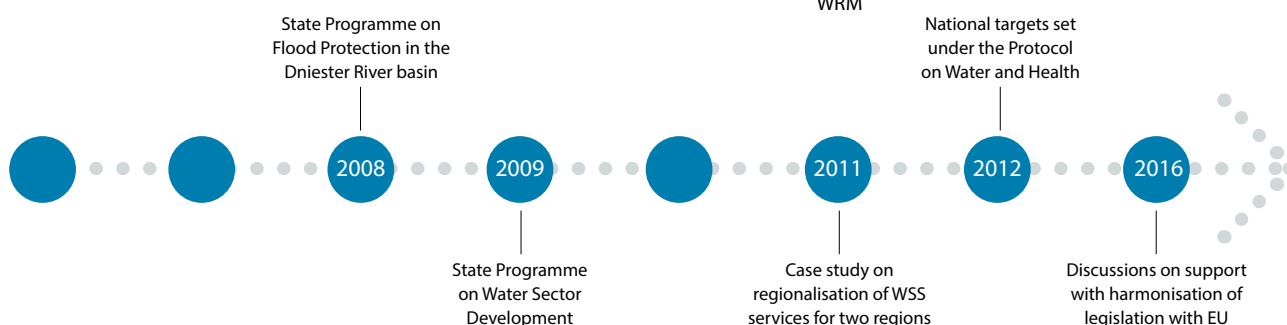 WRM
State Programme on
Flood Protection in the
Dniester River basin
National targets set
under the Protocol
on Water and Health
2008
2009
2011
2012
2016
State Programme
on Water Sector
Development
Case study on
regionalisation of WSS
services for two regions
Discussions on support
with harmonisation of
legislation with EU